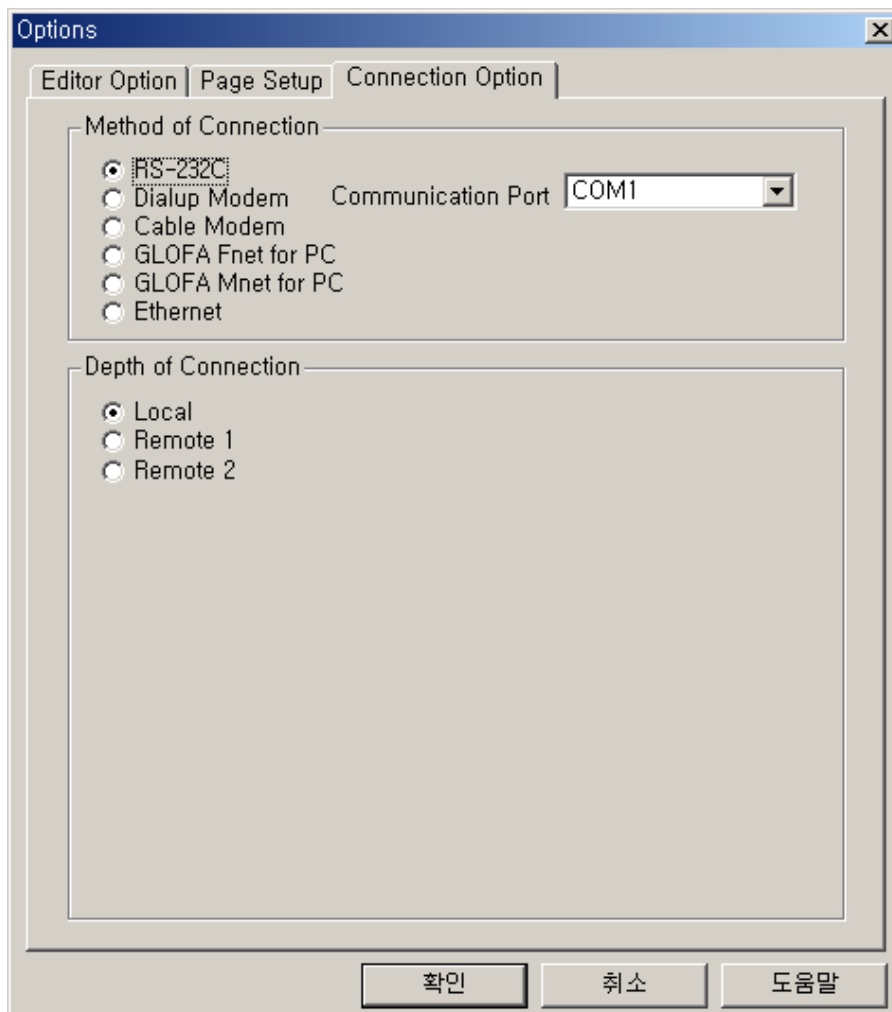 Options
Editor Option Page Setup Connection Option
Method of Connection
RS-232C
Dialup Modem Communication Port COM1
Cable Modem
GLOFA Fnet for PC
GLOFA Mnet for PC
Ethernet
Depth of Connection
Local
Remote 1
Remote 2
확인 취소 도움말